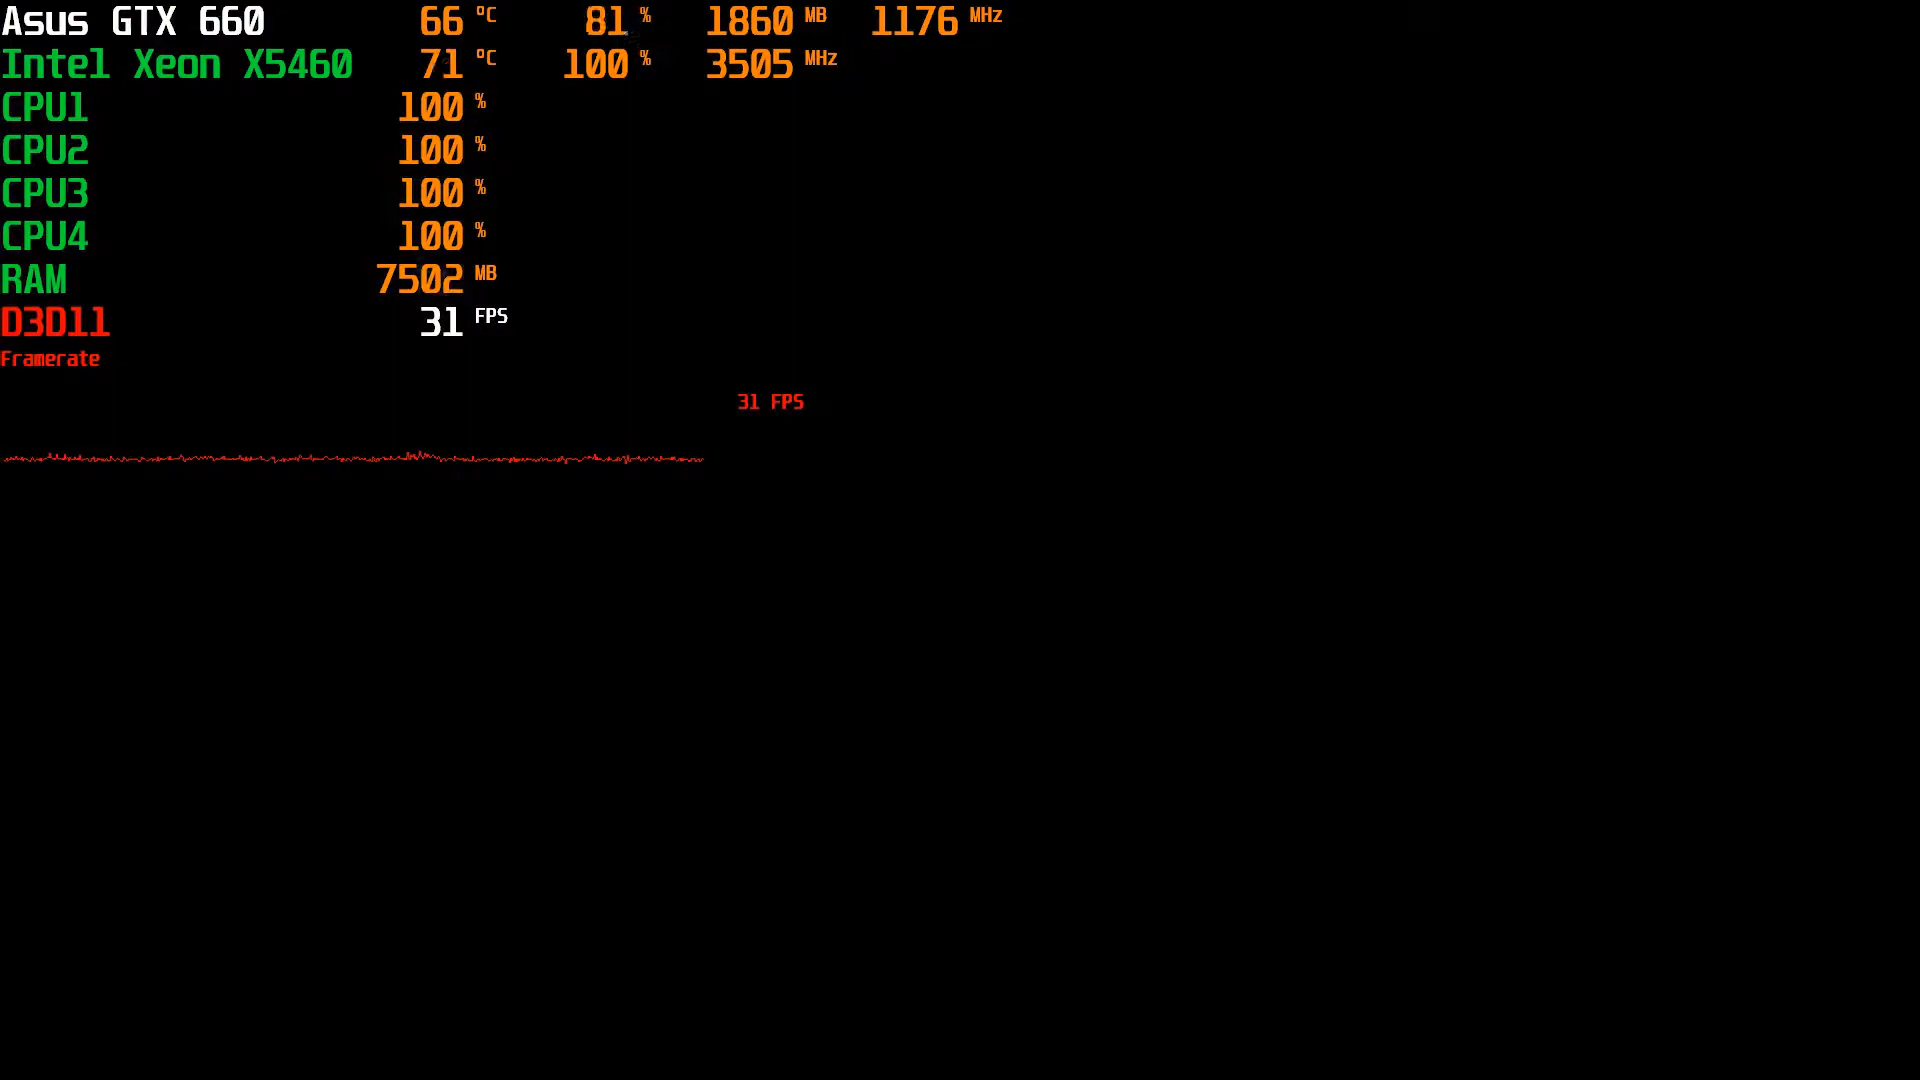 Asus GTX 660 66 °C 81 % 1860 MB 1176 MHz
Intel Xeon X5460 71 °C 100 % 3505 MHz
CPU1 100 %
CPU2 100 %
CPU3 100 %
CPU4 100 %
RAM 7502 MB
D3D11 31 FPS
Framerate
31 FPS